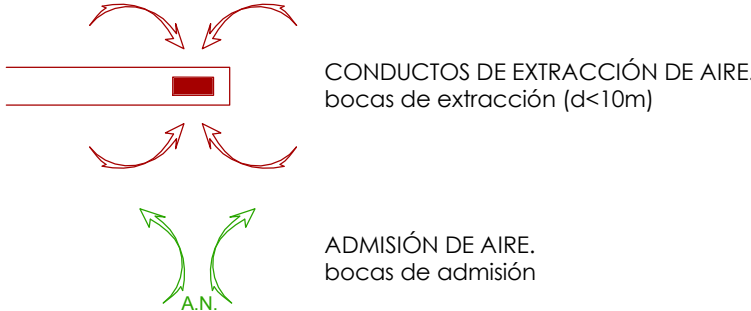 CONDUCTOS DE EXTRACCIÓN DE AIRE.
bocas de extracción (d<10m)
ADMISIÓN DE AIRE.
bocas de admisión
A.N.